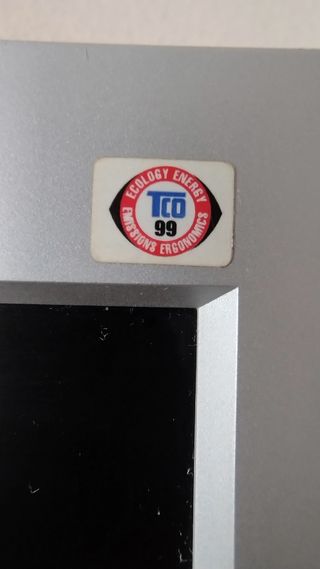 ECOLOGY ENERGY
TCO
99
EMISSIONS ERGONOMICS